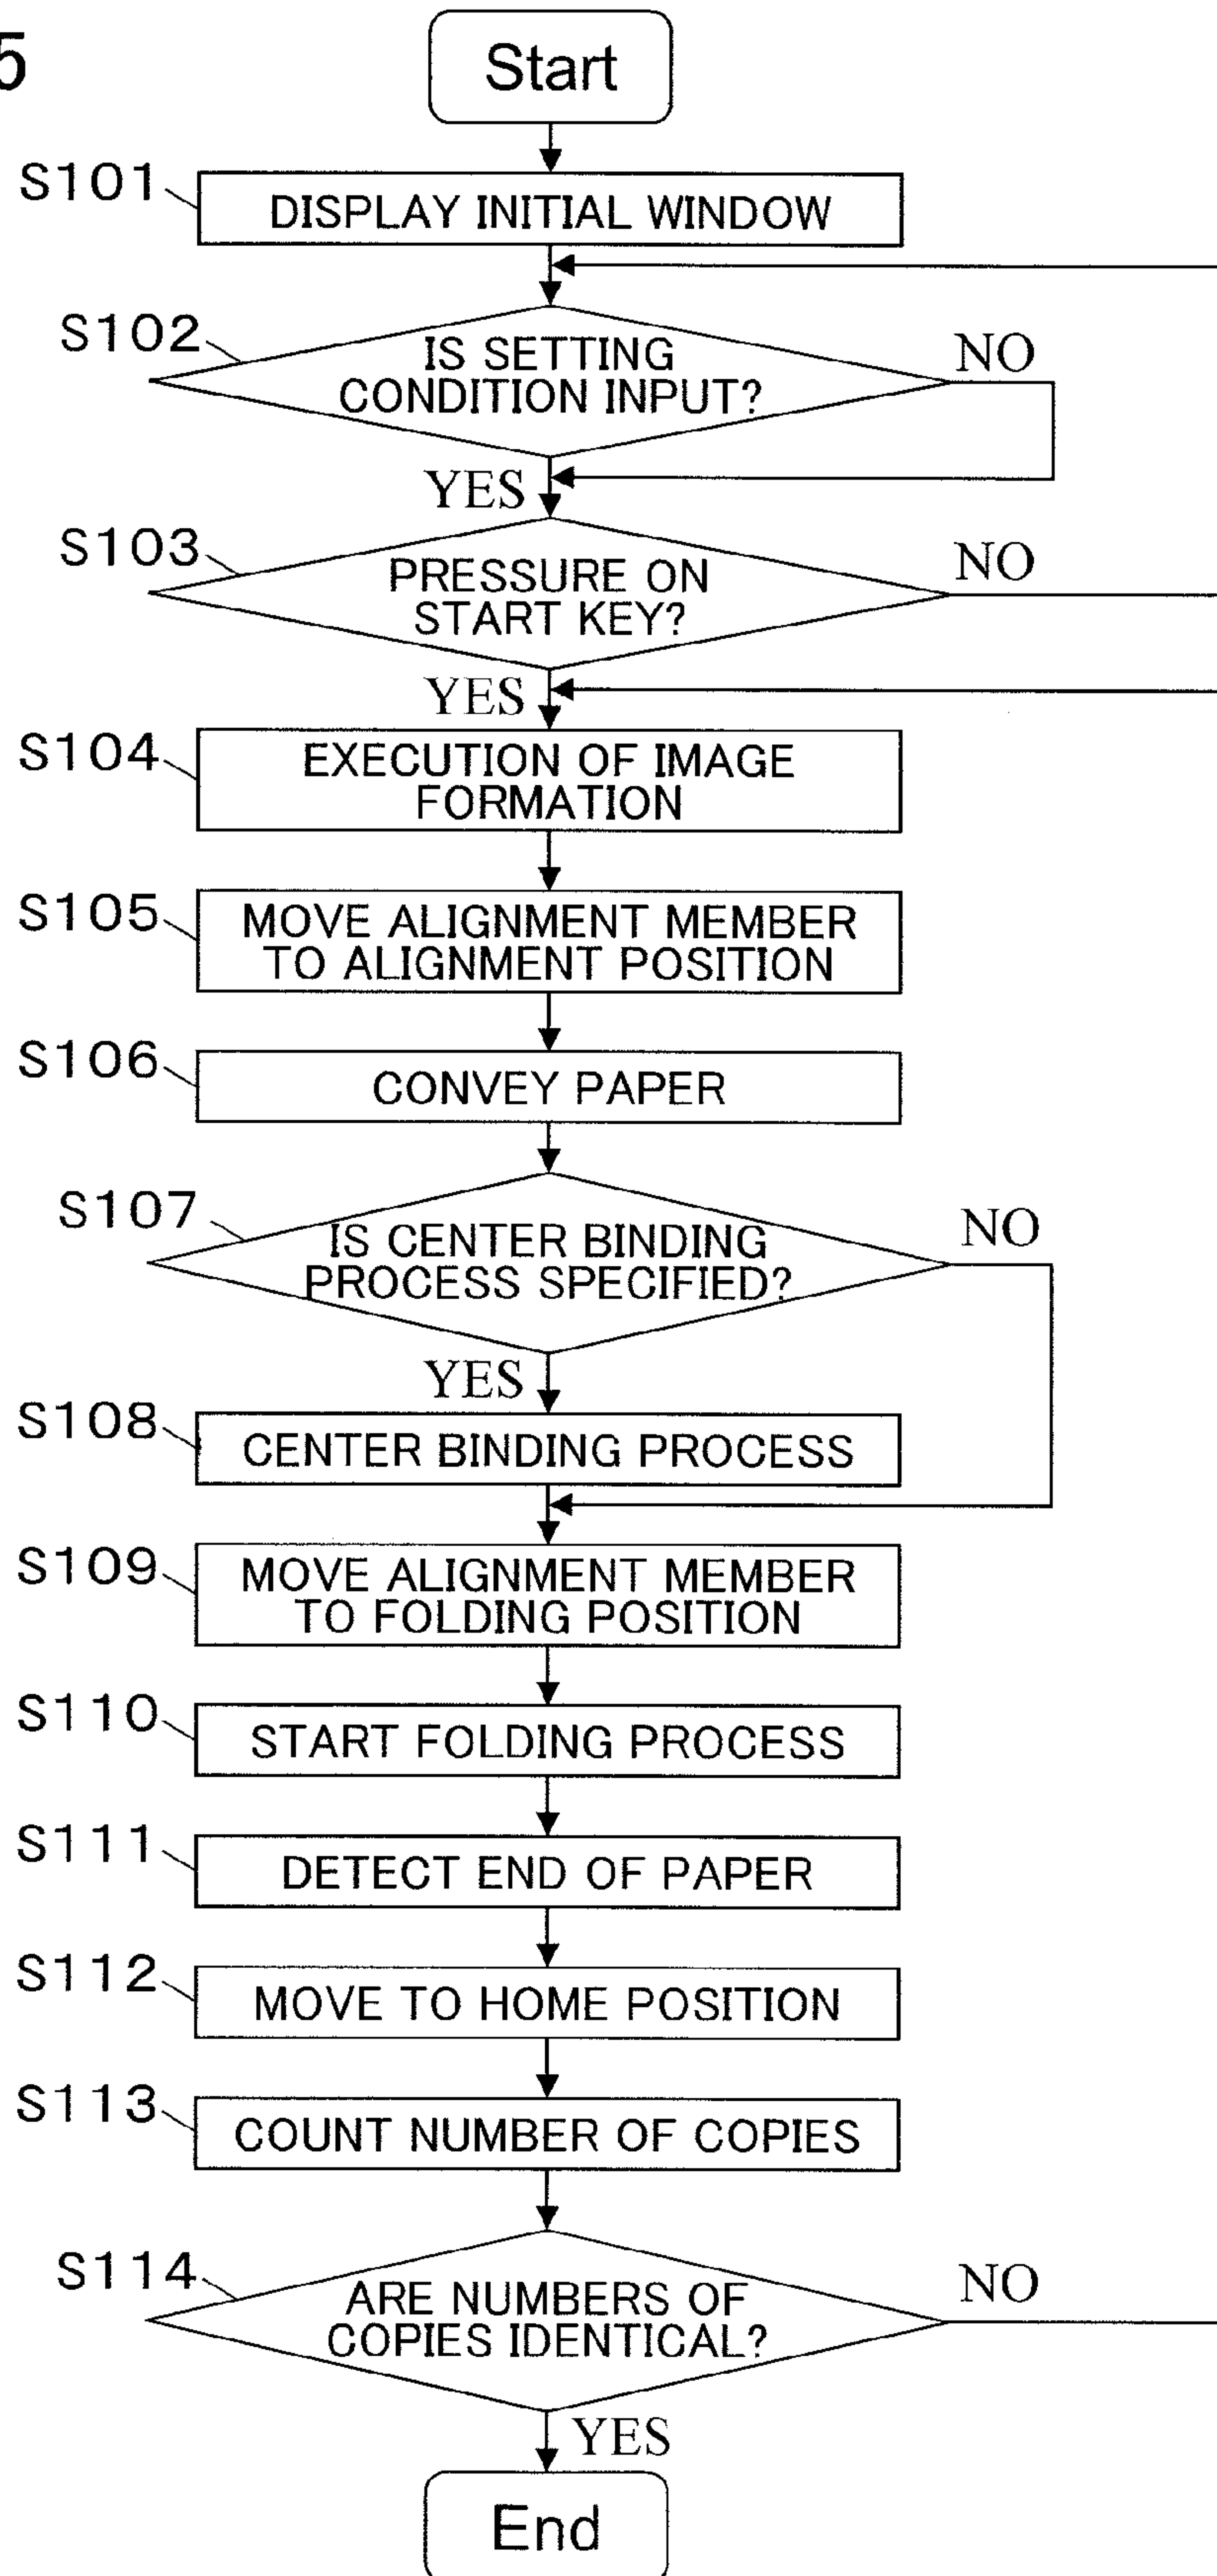 5
Start
S101
DISPLAY INITIAL WINDOW
S102
IS SETTING
CONDITION INPUT?
NO
YES
S103
PRESSURE ON
START KEY?
NO
YES
S104
EXECUTION OF IMAGE
FORMATION
S105
MOVE ALIGNMENT MEMBER
TO ALIGNMENT POSITION
S106
CONVEY PAPER
S107
IS CENTER BINDING
PROCESS SPECIFIED?
NO
YES
S108
CENTER BINDING PROCESS
S109
MOVE ALIGNMENT MEMBER
TO FOLDING POSITION
S110
START FOLDING PROCESS
S111
DETECT END OF PAPER
S112
MOVE TO HOME POSITION
S113
COUNT NUMBER OF COPIES
S114
ARE NUMBERS OF
COPIES IDENTICAL?
NO
YES
End